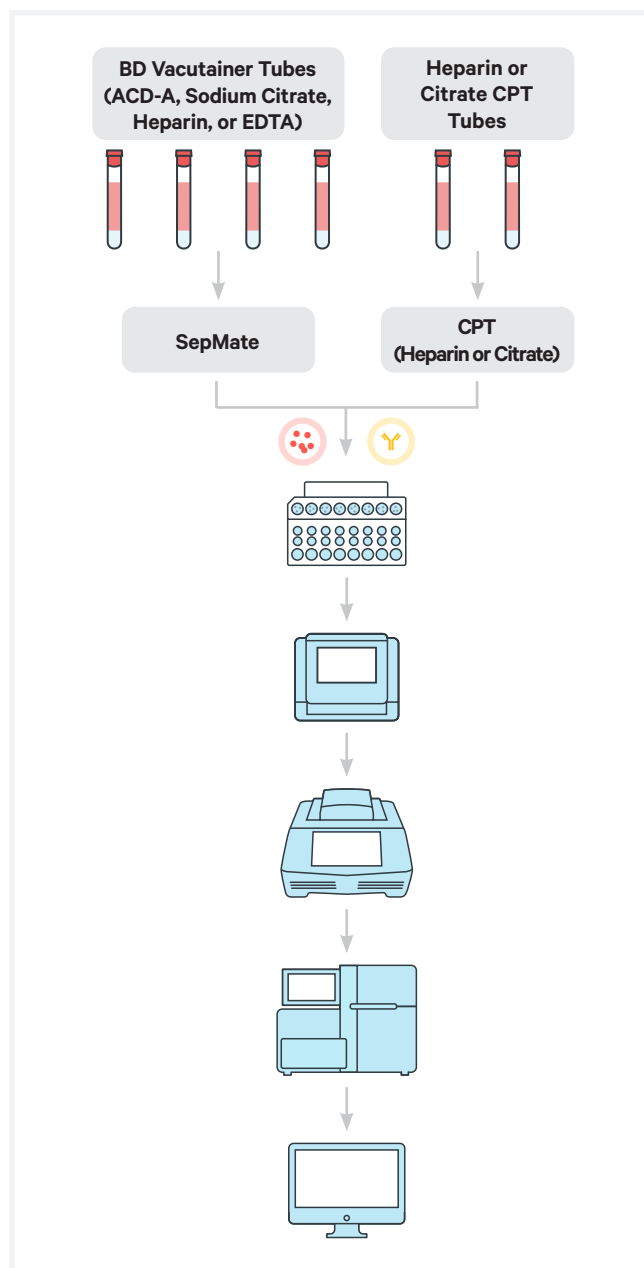 BD Vacutainer Tubes
(ACD-A, Sodium Citrate,
Heparin, or EDTA)
Heparin or
Citrate CPT
Tubes
SepMate
CPT
(Heparin or Citrate)